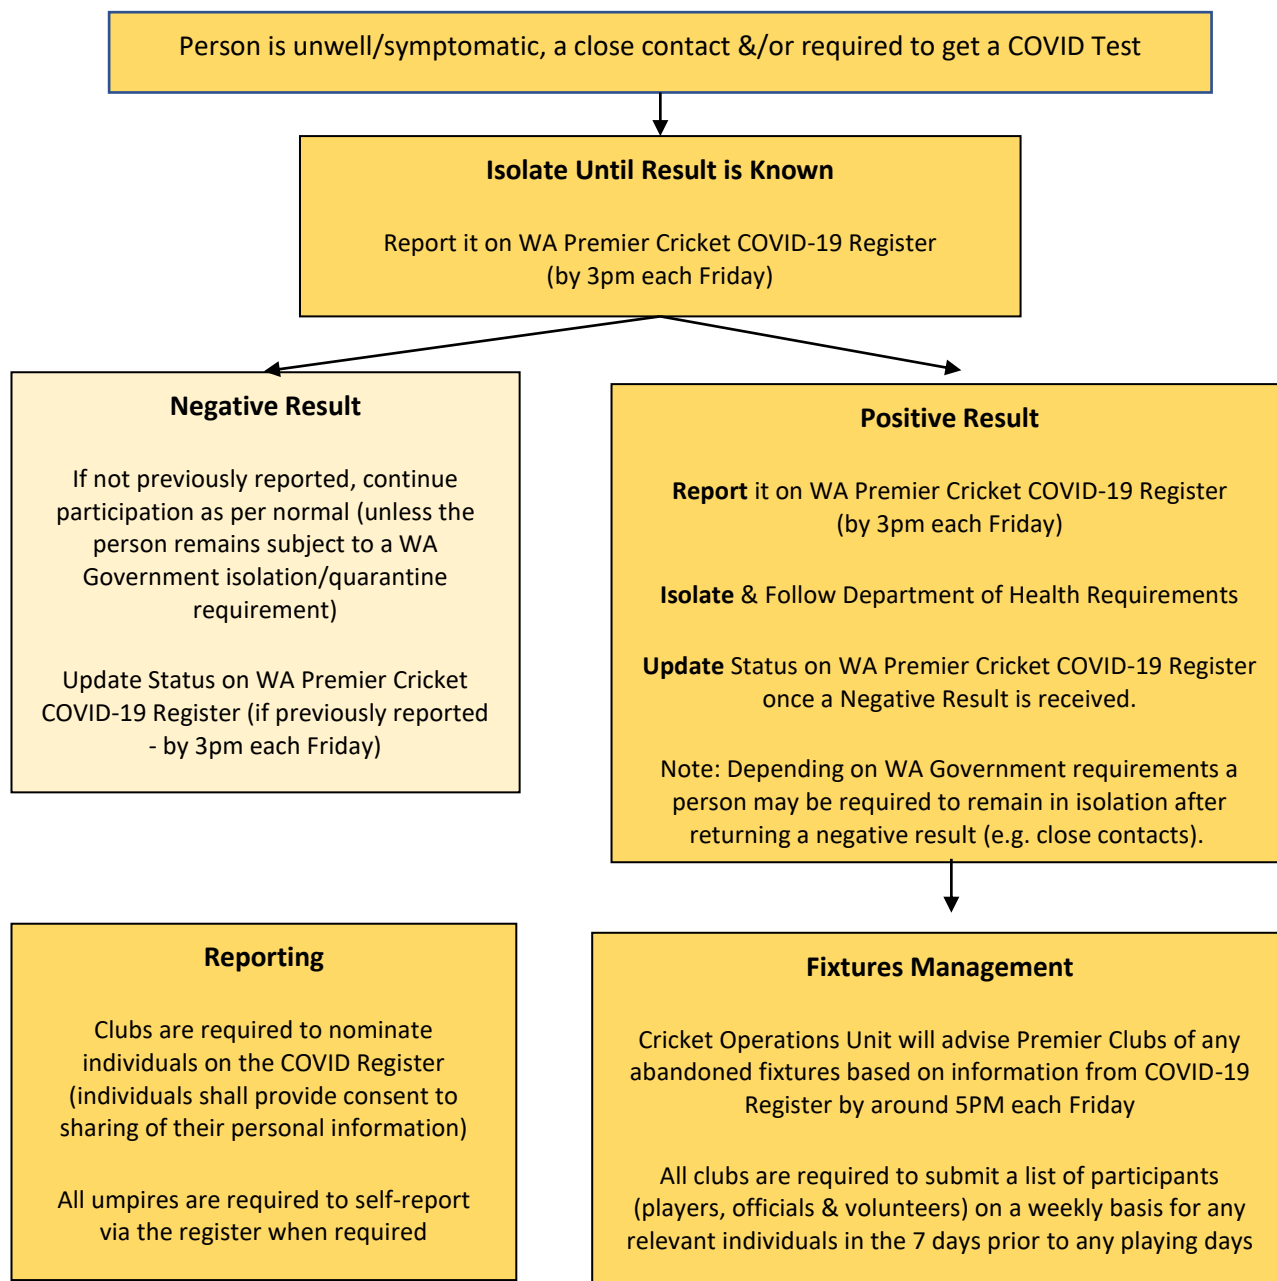 Person is unwell/symptomatic, a close contact &/or required to get a COVID Test
Isolate Until Result is Known
Report it on WA Premier Cricket COVID-19 Register
(by 3pm each Friday)
Negative Result
If not previously reported, continue
participation as per normal (unless the
person remains subject to a WA
Government isolation/quarantine
requirement)
Update Status on WA Premier Cricket
COVID-19 Register (if previously reported
- by 3pm each Friday)
Positive Result
Report it on WA Premier Cricket COVID-19 Register
(by 3pm each Friday)
Isolate & Follow Department of Health Requirements
Update Status on WA Premier Cricket COVID-19 Register
once a Negative Result is received.
Note: Depending on WA Government requirements a
person may be required to remain in isolation after
returning a negative result (e.g. close contacts).
Reporting
Clubs are required to nominate
individuals on the COVID Register
(individuals shall provide consent to
sharing of their personal information)
All umpires are required to self-report
via the register when required
Fixtures Management
Cricket Operations Unit will advise Premier Clubs of any
abandoned fixtures based on information from COVID-19
Register by around 5PM each Friday
All clubs are required to submit a list of participants
(players, officials & volunteers) on a weekly basis for any
relevant individuals in the 7 days prior to any playing days